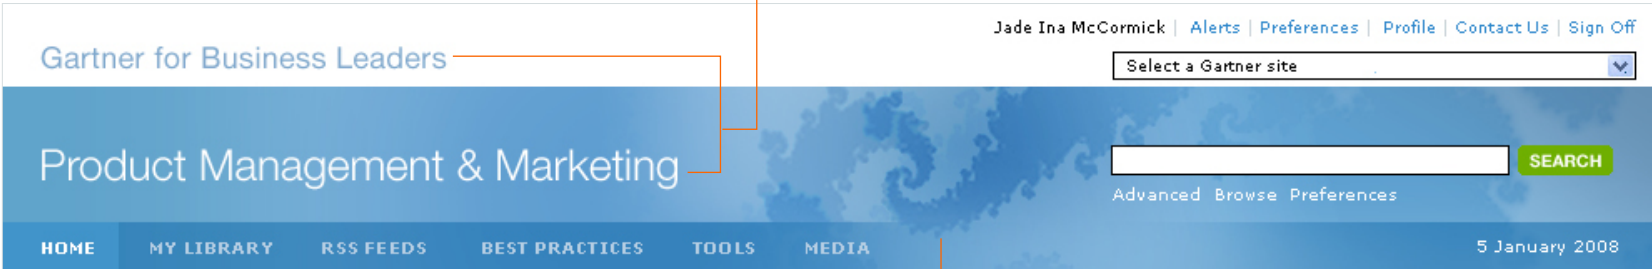 Jade Ina McCormick | Alerts | Preferences | Profile | Contact Us | Sign Off
Gartner for Business Leaders
Select a Gartner site
Product Management & Marketing
SEARCH
Advanced Browse Preferences
HOME MY LIBRARY RSS FEEDS BEST PRACTICES TOOLS MEDIA 5 January 2008